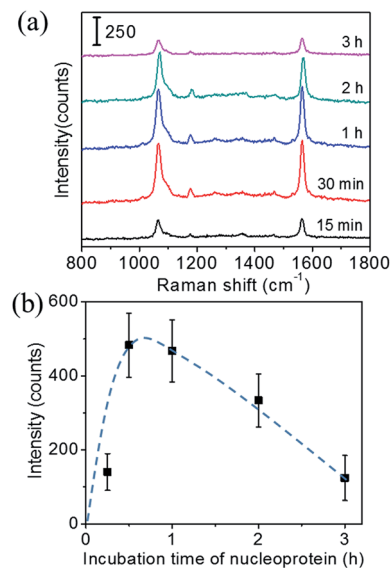 (a)
250
3 h
2 h
1 h
30 min
15 min
Intensity(counts)
800 1000 1200 1400 1600 1800
Raman shift (cm⁻¹)
(b)
600
400
200
0
Intensity (counts)
0 1 2 3
Incubation time of nucleoprotein (h)